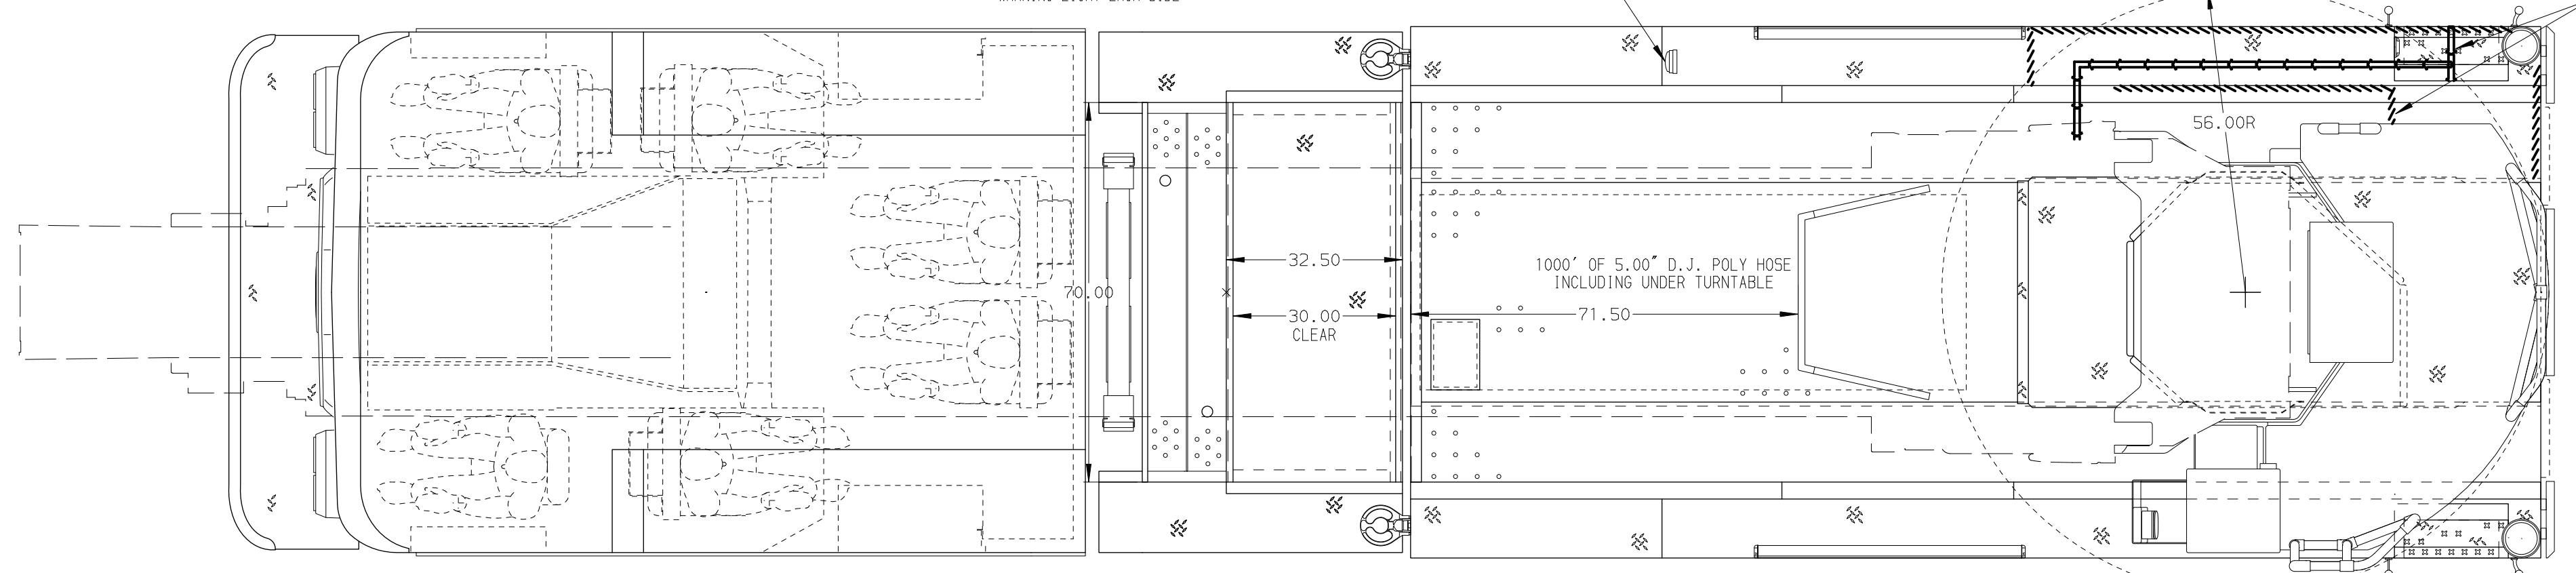 56.00R
32.50
1000' OF 5.00" D.J. POLY HOSE
INCLUDING UNDER TURNTABLE
70.00
30.00
CLEAR
71.50